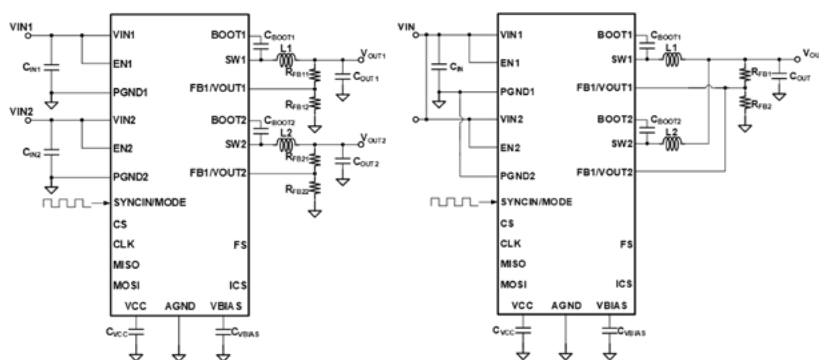 VIN1
VIN1
BOOT1
CBOOT1
L1
SW1
VOUT1
EN1
CIN1
RFB11
COUT1
PGND1
FB1/VOUT1
RFB12
VIN2
VIN2
BOOT2
CBOOT2
L2
SW2
VOUT2
EN2
CIN2
RFB21
COUT2
PGND2
FB1/VOUT2
RFB22
SYNCIN/MODE
CS
CLK
FS
MISO
MOSI
ICS
VCC
AGND
VBIAS
CVCC
CVBIAS
VIN
VIN1
BOOT1
CBOOT1
L1
SW1
EN1
CIN
RFB1
COUT
PGND1
FB1/VOUT1
RFB2
VIN2
BOOT2
CBOOT2
EN2
SW2
L2
PGND2
FB1/VOUT2
SYNCIN/MODE
CS
CLK
FS
MISO
MOSI
ICS
VCC
AGND
VBIAS
CVCC
CVBIAS